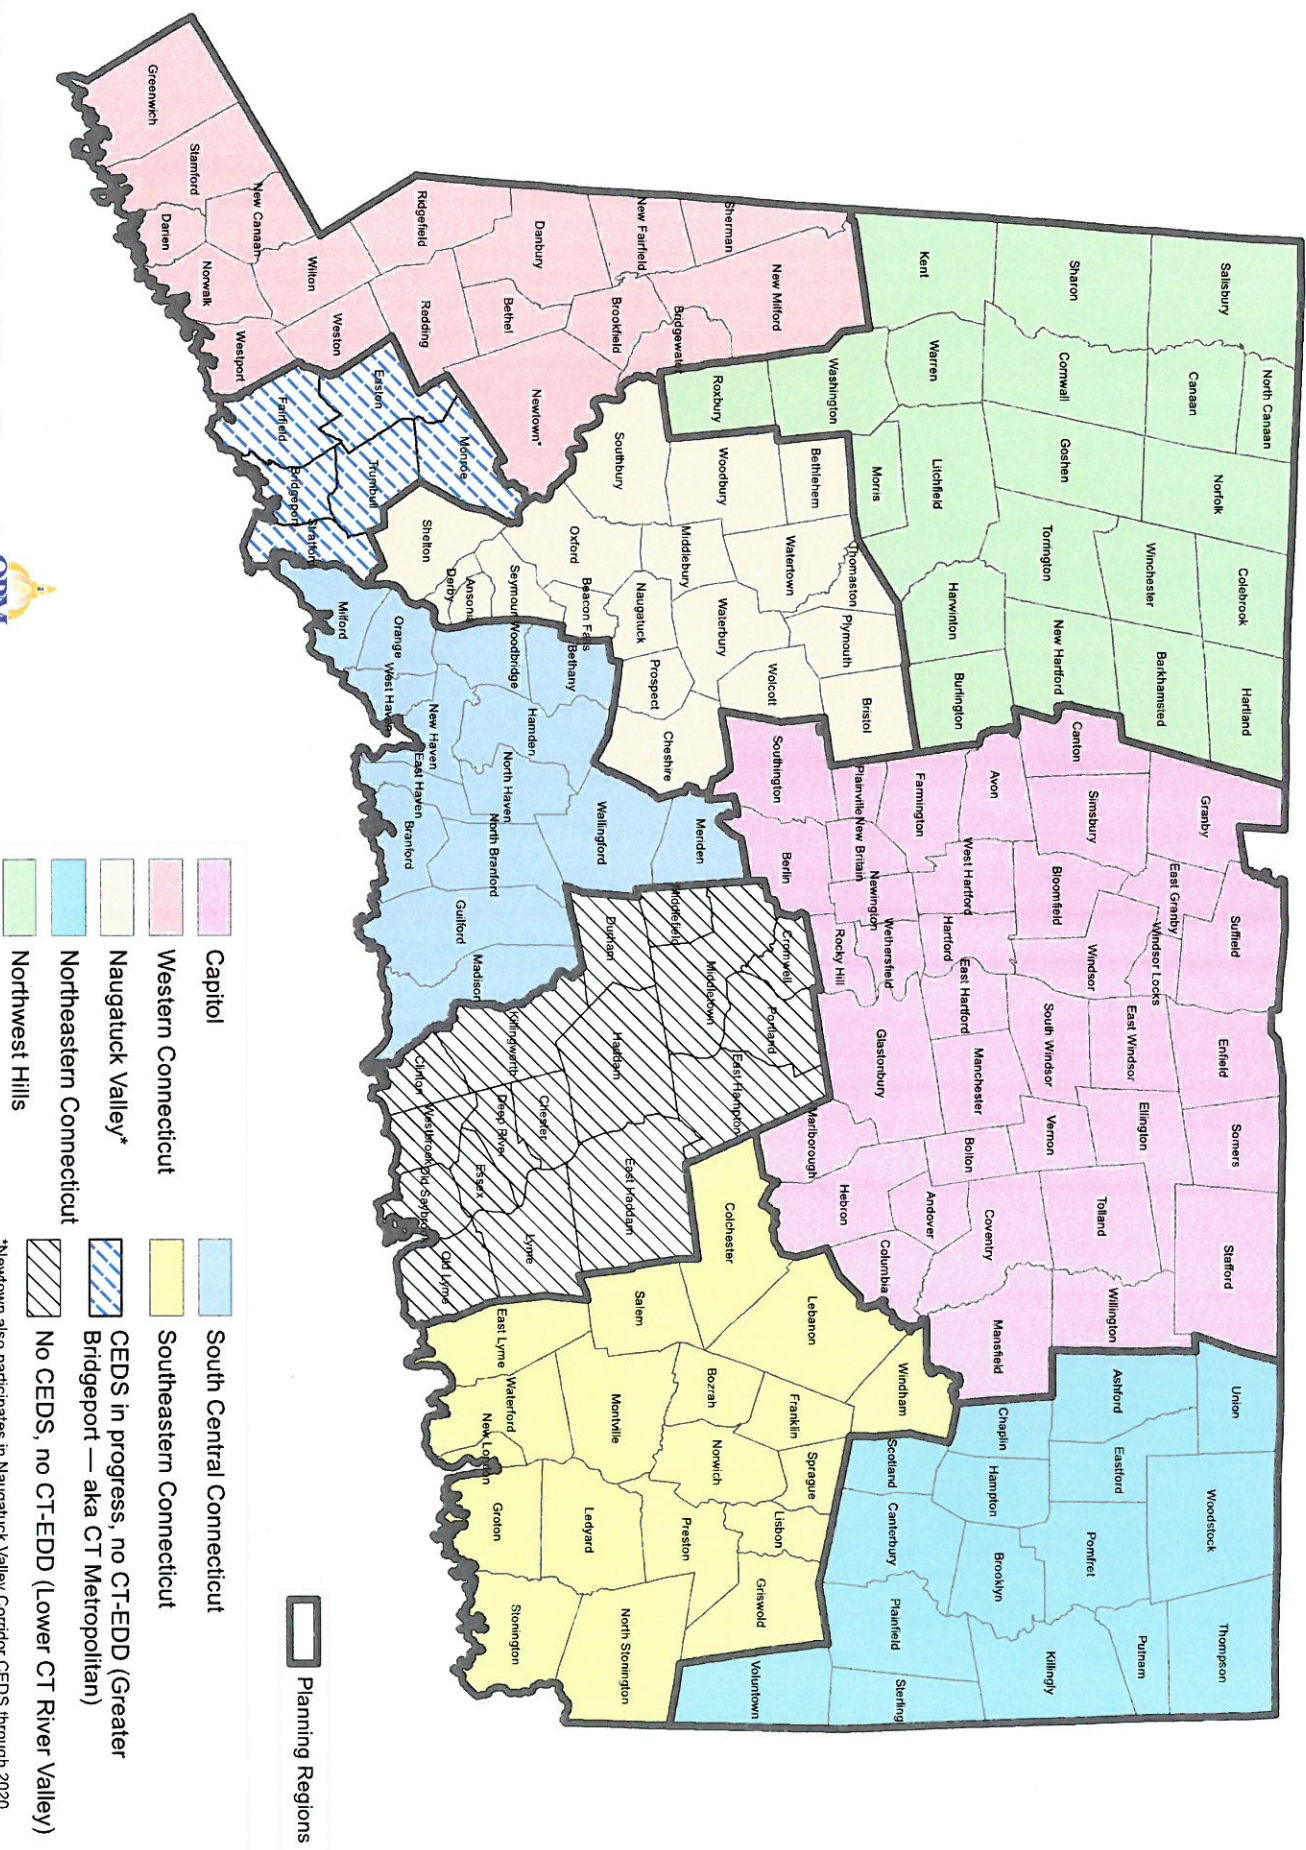 Salisbury
North Canaan
Canaan
Norfolk
Colebrook
Hartland
Sharon
Cornwall
Goshen
Winchester
Barkhamsted
Torrington
New Hartford
Kent
Warren
Litchfield
Harwinton
Burlington
Washington
Morris
Roxbury
Granby
Suffield
East Granby
Windsor Locks
Enfield
Somers
Stafford
Canton
Simsbury
Bloomfield
Windsor
East Windsor
South Windsor
Ellington
Vernon
Tolland
Willington
Avon
West Hartford
Hartford
East Hartford
Manchester
Bolton
Coventry
Andover
Mansfield
Farmington
Plainville
New Britain
Newington
Wethersfield
Rocky Hill
Glastonbury
Marlborough
Hebron
Columbia
Southington
Berlin
Union
Woodstock
Thompson
Ashford
Eastford
Pomfret
Putnam
Chaplin
Hampton
Brooklyn
Killingly
Scotland
Canterbury
Plainfield
Sterling
Voluntown
Sherman
New Milford
New Fairfield
Bridgewater
Brookfield
Danbury
Bethel
Newtown*
Ridgefield
Redding
Wilton
Weston
New Canaan
Norwalk
Westport
Darien
Stamford
Greenwich
Bethlehem
Woodbury
Southbury
Watertown
Thomaston
Plymouth
Bristol
Middlebury
Waterbury
Wolcott
Oxford
Naugatuck
Prospect
Cheshire
Beacon Falls
Seymour
Ansonia
Derby
Shelton
Monroe
Easton
Trumbull
Fairfield
Bridgeport
Stratford
Milford
Orange
West Haven
Woodbridge
Bethany
New Haven
Hamden
North Haven
East Haven
Branford
North Branford
Wallingford
Meriden
Guilford
Madison
Cromwell
Middlefield
Middletown
Portland
Durham
Haddam
East Hampton
Killingworth
Clinton
Chester
Deep River
Westbrook
Essex
Old Saybrook
East Haddam
Lyme
Old Lyme
Colchester
Lebanon
Windham
Salem
Bozrah
Franklin
Sprague
Norwich
Lisbon
Griswold
Preston
Montville
East Lyme
Waterford
New London
Ledyard
Groton
North Stonington
Stonington
Planning Regions
Capitol
Western Connecticut
Naugatuck Valley*
Northeastern Connecticut
Northwest Hills
South Central Connecticut
Southeastern Connecticut
CEDS in progress, no CT-EDD (Greater
Bridgeport — aka CT Metropolitan)
No CEDS, no CT-EDD (Lower CT River Valley)
*Newtown also participates in Naugatuck Valley Corridor CEDS through 2020